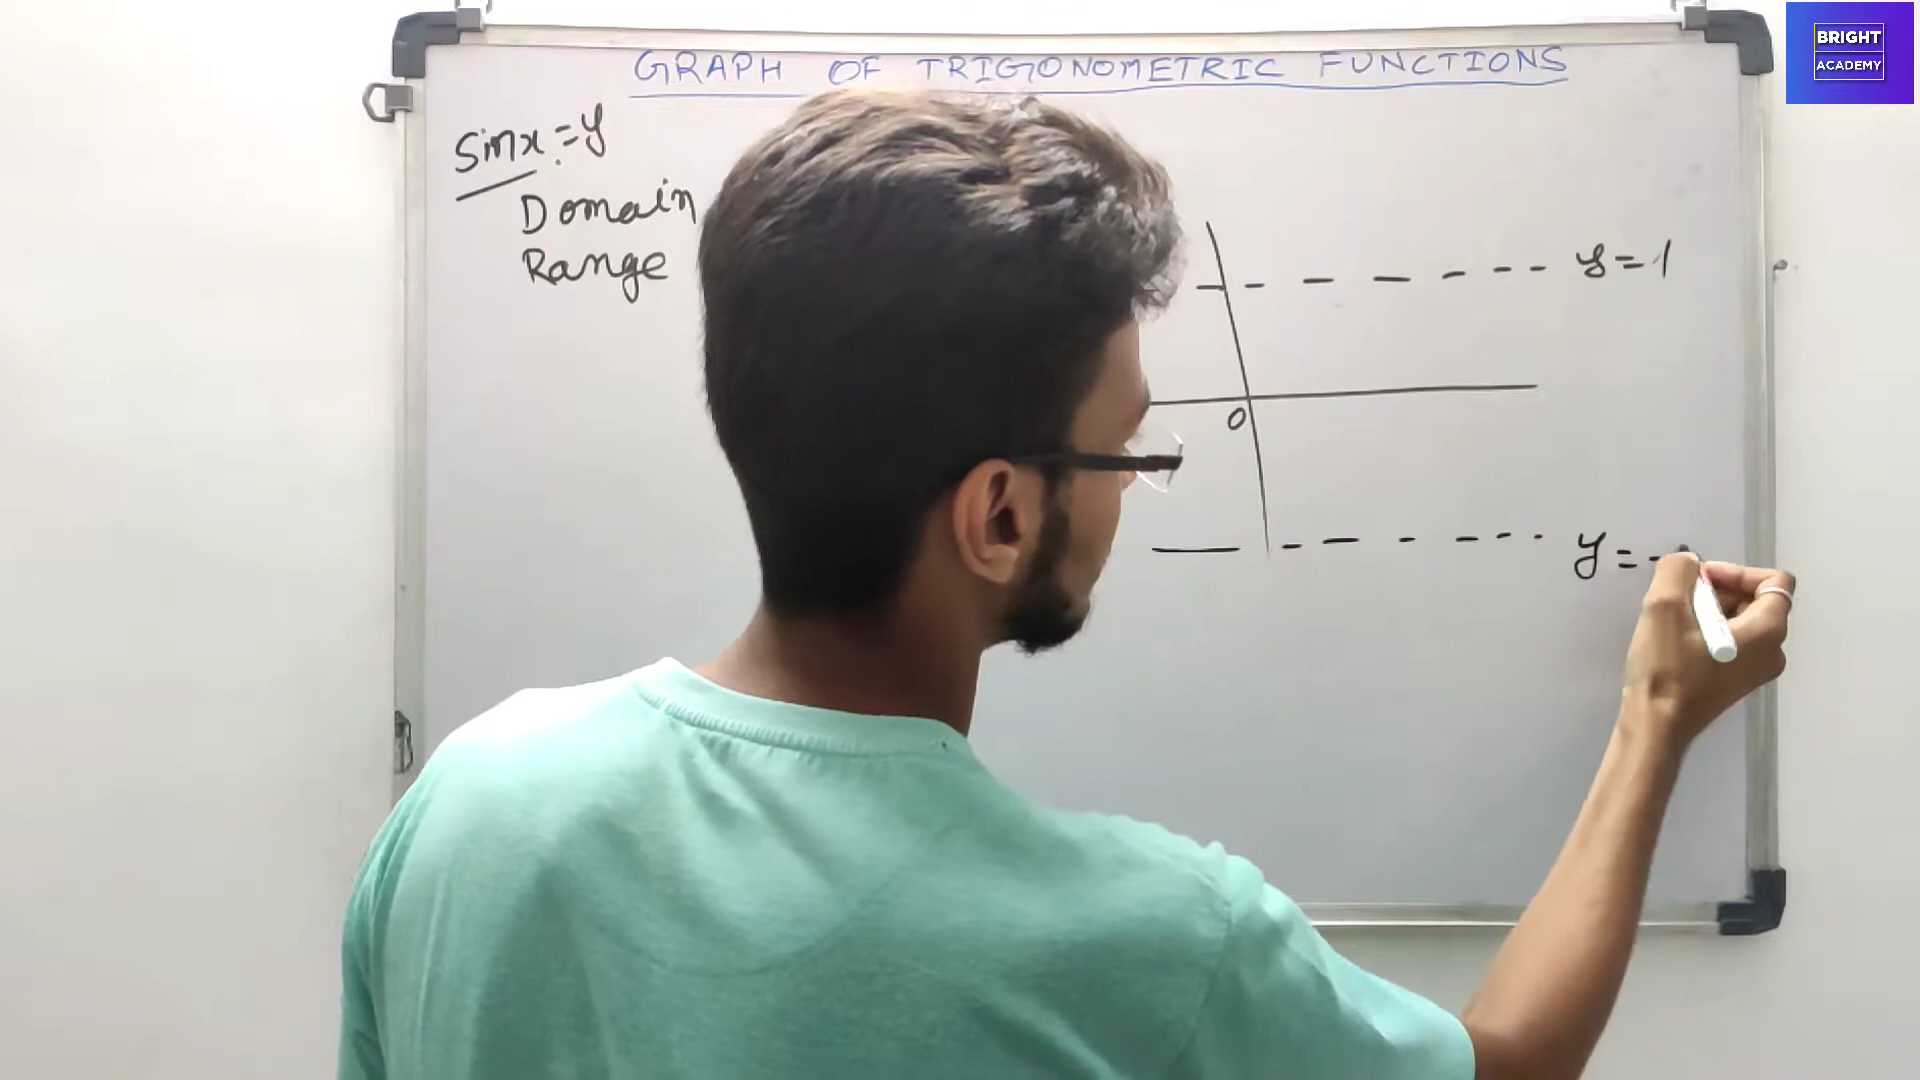 GRAPH OF TRIGONOMETRIC FUNCTIONS
BRIGHT
ACADEMY
Sinx = y
Domain
Range
y = 1
0
y = -